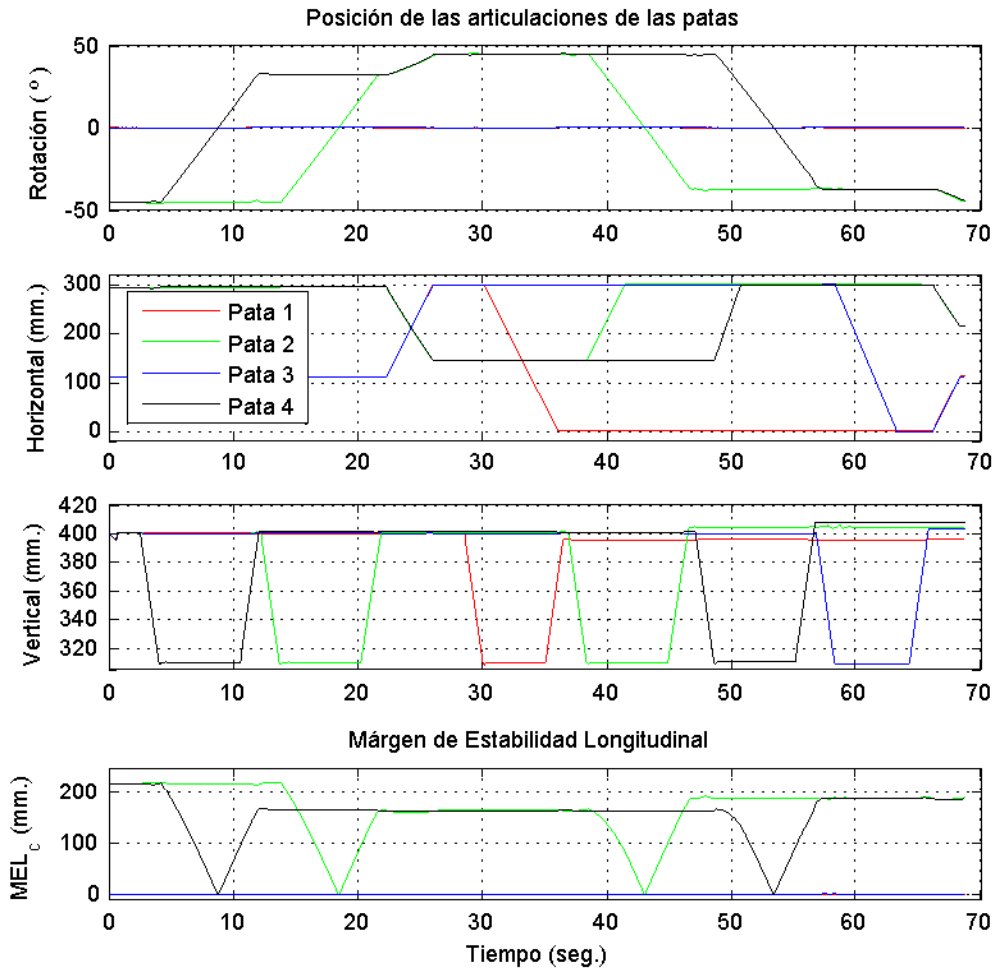 Posición de las articulaciones de las patas
Rotación ( º )
50
0
-50
0 10 20 30 40 50 60 70
Horizontal (mm.)
300
200
100
0
Pata 1
Pata 2
Pata 3
Pata 4
0 10 20 30 40 50 60 70
Vertical (mm.)
420
400
380
360
340
320
0 10 20 30 40 50 60 70
Márgen de Estabilidad Longitudinal
MELc (mm.)
200
100
0
0 10 20 30 40 50 60 70
Tiempo (seg.)